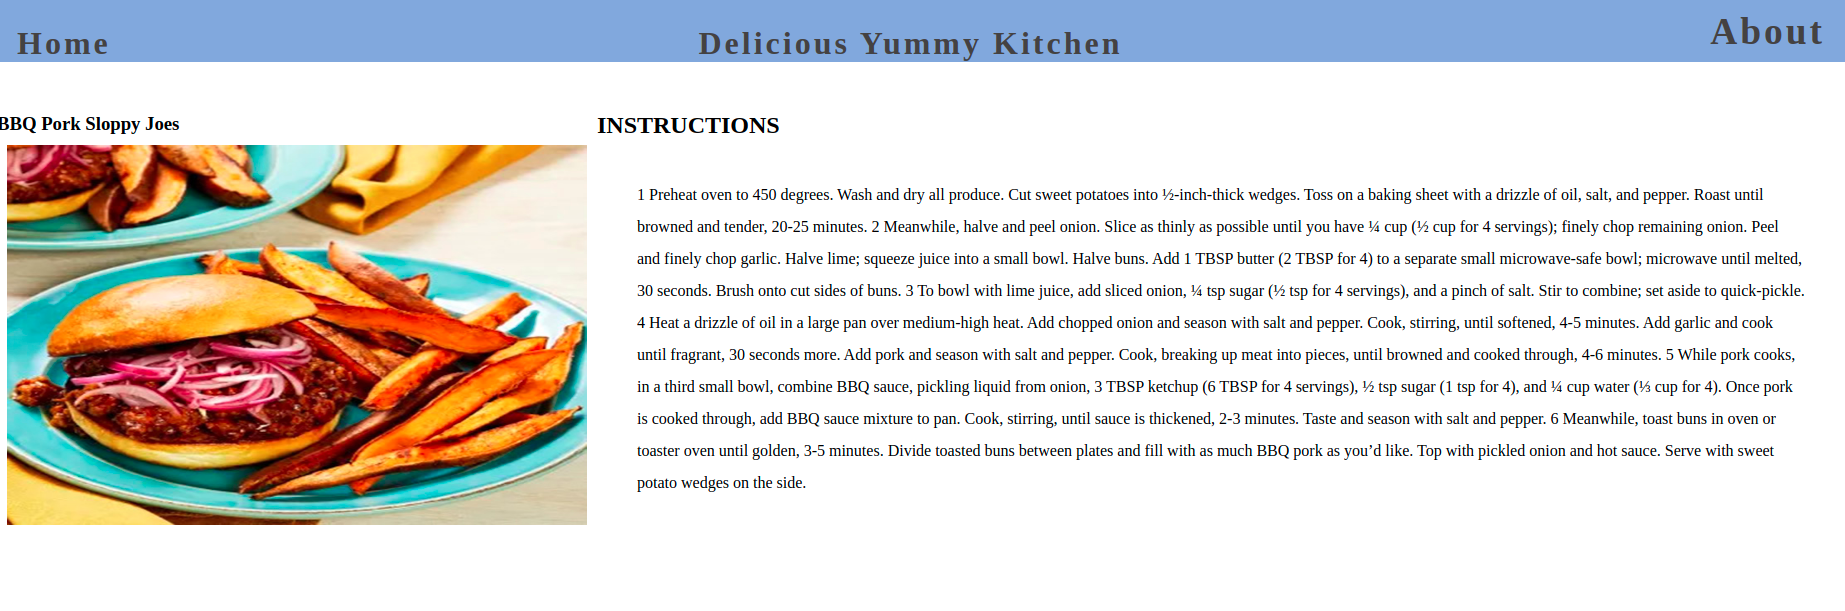 Home
Delicious Yummy Kitchen
About
BBQ Pork Sloppy Joes
INSTRUCTIONS
1 Preheat oven to 450 degrees. Wash and dry all produce. Cut sweet potatoes into ½-inch-thick wedges. Toss on a baking sheet with a drizzle of oil, salt, and pepper. Roast until
browned and tender, 20-25 minutes. 2 Meanwhile, halve and peel onion. Slice as thinly as possible until you have ¼ cup (½ cup for 4 servings); finely chop remaining onion. Peel
and finely chop garlic. Halve lime; squeeze juice into a small bowl. Halve buns. Add 1 TBSP butter (2 TBSP for 4) to a separate small microwave-safe bowl; microwave until melted,
30 seconds. Brush onto cut sides of buns. 3 To bowl with lime juice, add sliced onion, ¼ tsp sugar (½ tsp for 4 servings), and a pinch of salt. Stir to combine; set aside to quick-pickle.
4 Heat a drizzle of oil in a large pan over medium-high heat. Add chopped onion and season with salt and pepper. Cook, stirring, until softened, 4-5 minutes. Add garlic and cook
until fragrant, 30 seconds more. Add pork and season with salt and pepper. Cook, breaking up meat into pieces, until browned and cooked through, 4-6 minutes. 5 While pork cooks,
in a third small bowl, combine BBQ sauce, pickling liquid from onion, 3 TBSP ketchup (6 TBSP for 4 servings), ½ tsp sugar (1 tsp for 4), and ¼ cup water (⅓ cup for 4). Once pork
is cooked through, add BBQ sauce mixture to pan. Cook, stirring, until sauce is thickened, 2-3 minutes. Taste and season with salt and pepper. 6 Meanwhile, toast buns in oven or
toaster oven until golden, 3-5 minutes. Divide toasted buns between plates and fill with as much BBQ pork as you’d like. Top with pickled onion and hot sauce. Serve with sweet
potato wedges on the side.